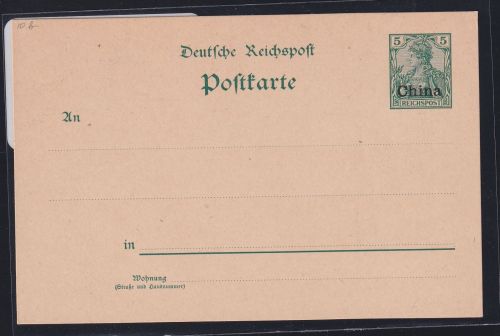 Deutsche Reichspost
Postkarte
5 5
China
REICHSPOST
An
in
Wohnung
(Straße und Hausnummer)